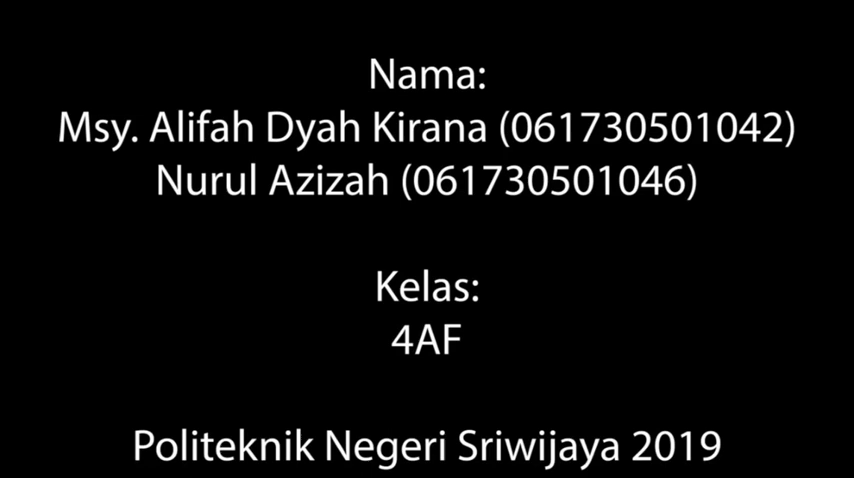 Nama:
Msy. Alifah Dyah Kirana (061730501042)
Nurul Azizah (061730501046)
Kelas:
4AF
Politeknik Negeri Sriwijaya 2019